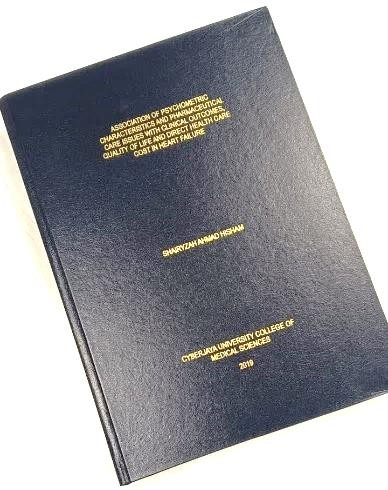 ASSOCIATION OF PSYCHOMETRIC
CHARACTERISTICS AND PHARMACEUTICAL
CARE ISSUES WITH CLINICAL OUTCOMES,
QUALITY OF LIFE AND DIRECT HEALTH CARE
COST IN HEART FAILURE
SHAIRYZAH AHMAD HISHAM
CYBERJAYA UNIVERSITY COLLEGE OF
MEDICAL SCIENCES
2019